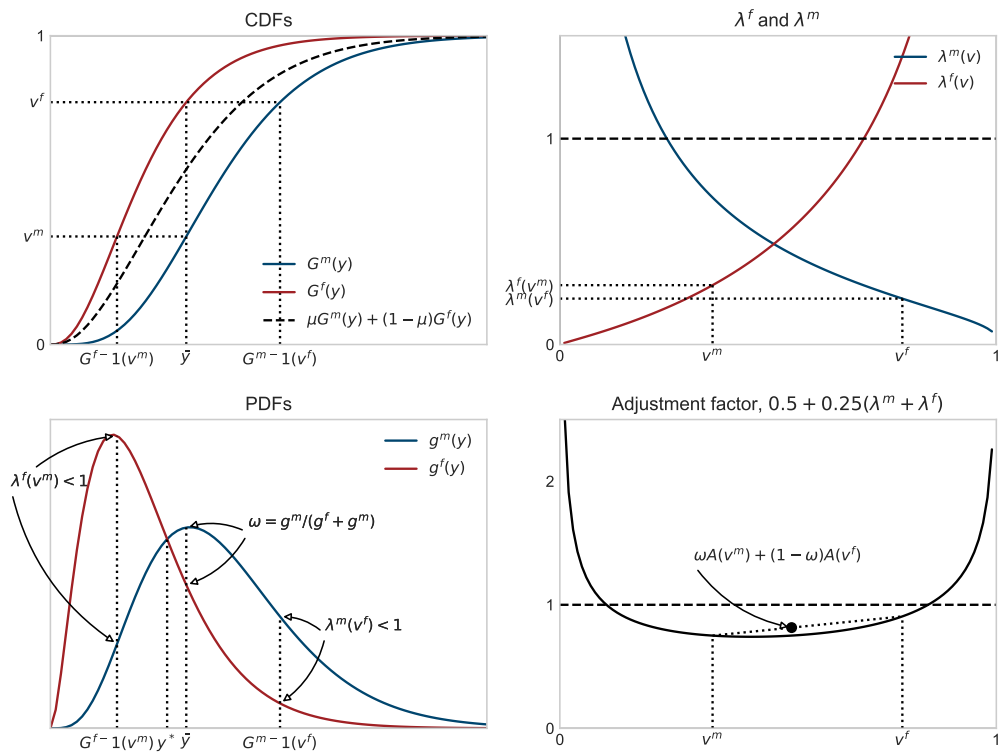 CDFs
1
v^f
v^m
0
G^m(y)
G^f(y)
μG^m(y) + (1 − μ)G^f(y)
G^{f−}1(v^m) ȳ G^{m−}1(v^f)
λ^f and λ^m
λ^m(v)
λ^f(v)
1
λ^f(v^m)
λ^m(v^f)
0
0 v^m v^f 1
PDFs
g^m(y)
g^f(y)
λ^f(v^m) < 1
ω = g^m/(g^f + g^m)
λ^m(v^f) < 1
G^{f−}1(v^m) y* ȳ G^{m−}1(v^f)
Adjustment factor, 0.5 + 0.25(λ^m + λ^f)
2
ωA(v^m) + (1 − ω)A(v^f)
1
0
0 v^m v^f 1